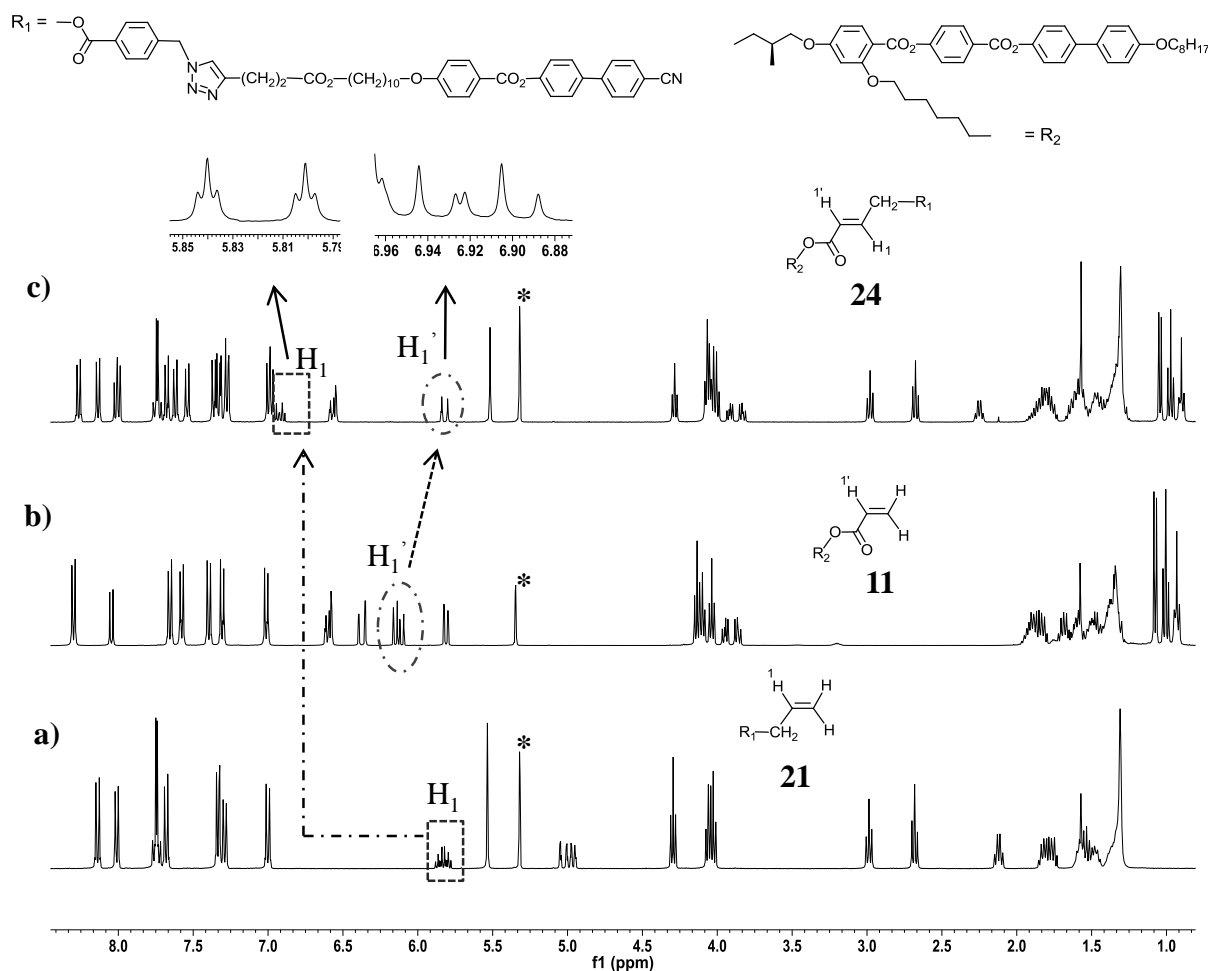 R₁ = —O
O
N
N=N
(CH₂)₂—CO₂—(CH₂)₁₀—O
CO₂
CN
O
CO₂
CO₂
OC₈H₁₇
O
= R₂
5.85 5.83 5.81 5.79
6.96 6.94 6.92 6.90 6.88
1' H CH₂—R₁
O H₁
R₂ O
24
c)
*
H₁
H₁'
b)
1' H H
O H
R₂ O
11
H₁'
*
a)
1 H H
R₁—CH₂ H
21
H₁
*
8.0 7.5 7.0 6.5 6.0 5.5 5.0 4.5 4.0 3.5 3.0 2.5 2.0 1.5 1.0
f1 (ppm)